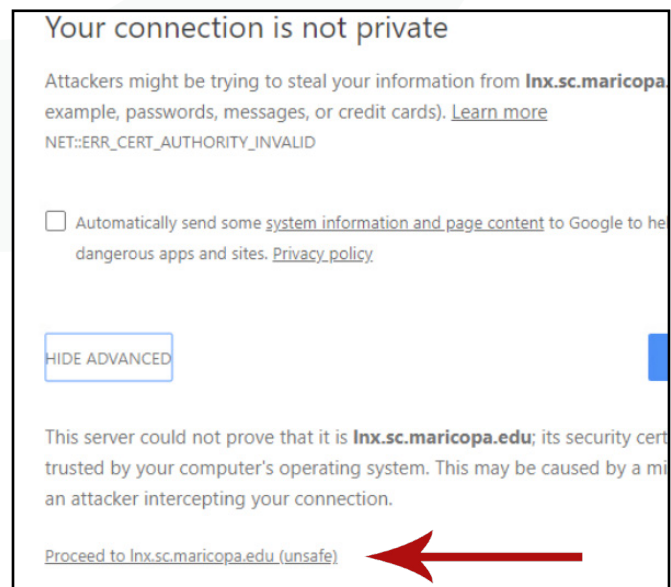 Your connection is not private
Attackers might be trying to steal your information from lnx.sc.maricopa.
example, passwords, messages, or credit cards). Learn more
NET::ERR_CERT_AUTHORITY_INVALID
Automatically send some system information and page content to Google to hel
dangerous apps and sites. Privacy policy
HIDE ADVANCED
This server could not prove that it is lnx.sc.maricopa.edu; its security cert
trusted by your computer's operating system. This may be caused by a mi
an attacker intercepting your connection.
Proceed to lnx.sc.maricopa.edu (unsafe)